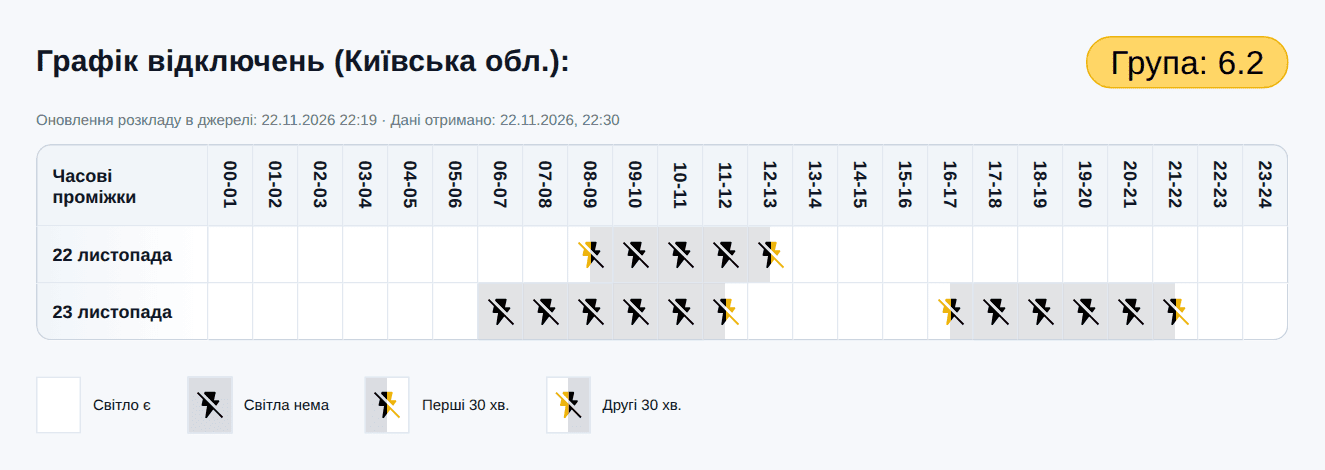 Графік відключень (Київська обл.):
Група: 6.2
Оновлення розкладу в джерелі: 22.11.2026 22:19 · Дані отримано: 22.11.2026, 22:30
Часові
проміжки
00-01
01-02
02-03
03-04
04-05
05-06
06-07
07-08
08-09
09-10
10-11
11-12
12-13
13-14
14-15
15-16
16-17
17-18
18-19
19-20
20-21
21-22
22-23
23-24
22 листопада
23 листопада
Світло є
Світла нема
Перші 30 хв.
Другі 30 хв.